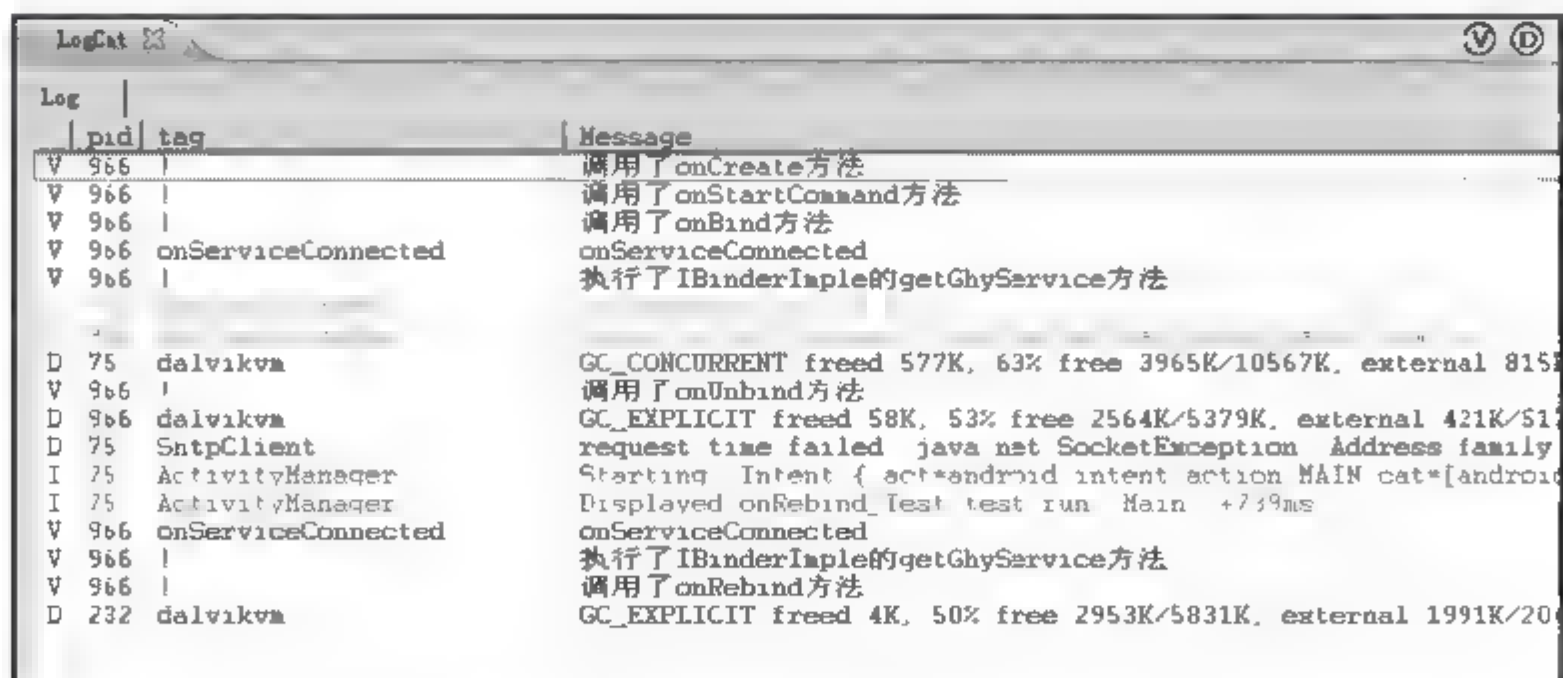 LogCat
V D
Log
pid tag Message
V 966 ! 调用了onCreate方法
V 966 ! 调用了onStartCommand方法
V 966 ! 调用了onBind方法
V 966 onServiceConnected onServiceConnected
V 966 ! 执行了IBinderImple的getGhyService方法
D 75 dalvikvm GC_CONCURRENT freed 577K, 63% free 3965K/10567K, external 815
V 966 ! 调用了onUnbind方法
D 966 dalvikvm GC_EXPLICIT freed 58K, 53% free 2564K/5379K, external 421K/51
D 75 SntpClient request time failed java net SocketException Address family
I 75 ActivityManager Starting Intent { act=android intent action MAIN cat=[android
I 75 ActivityManager Displayed onRebind_Test test run Main +739ms
V 966 onServiceConnected onServiceConnected
V 966 ! 执行了IBinderImple的getGhyService方法
V 966 ! 调用了onRebind方法
D 232 dalvikvm GC_EXPLICIT freed 4K, 50% free 2953K/5831K, external 1991K/20